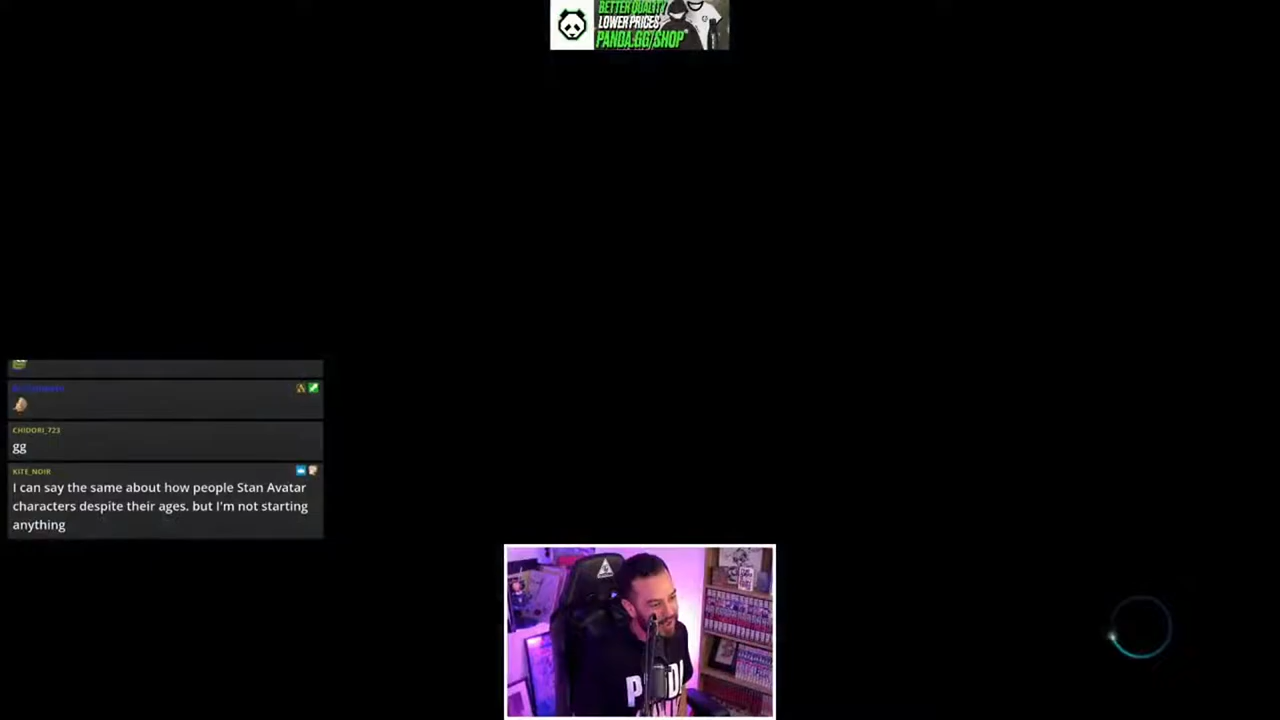 BETTER QUALITY
LOWER PRICES
PANDA.GG/SHOP
CHIDORI_723
gg
KITE_NOIR
I can say the same about how people Stan Avatar
characters despite their ages. but I'm not starting
anything